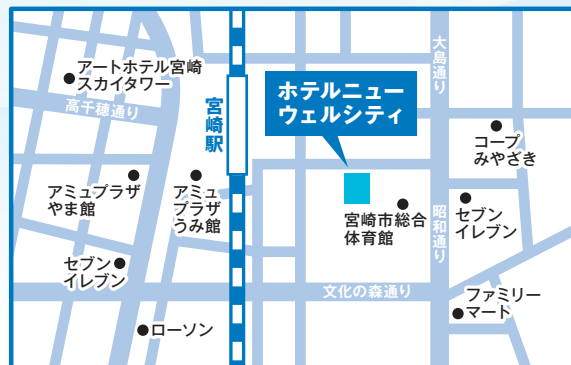 アートホテル宮崎
スカイタワー
高千穂通り
宮崎駅
ホテルニュー
ウェルシティ
大島通り
コープ
みやざき
アミュプラザ
やま館
アミュ
プラザ
うみ館
宮崎市総合
体育館
昭和通り
セブン
イレブン
セブン
イレブン
文化の森通り
ファミリー
マート
ローソン